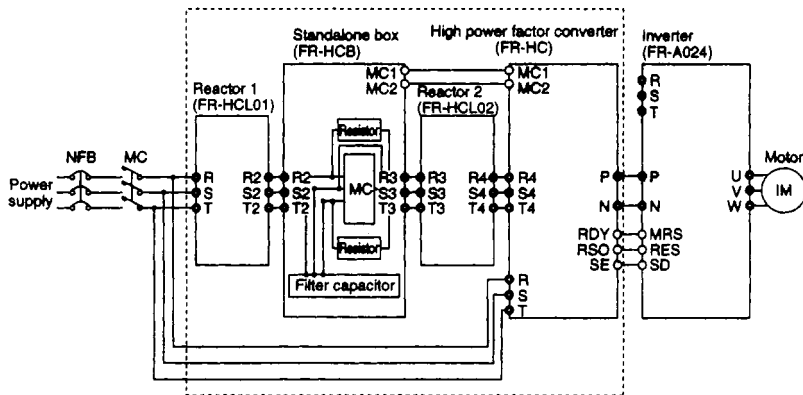 Standalone box
(FR-HCB)
High power factor converter
(FR-HC)
Inverter
(FR-A024)
MC1
MC2
MC1
MC2
Reactor 1
(FR-HCL01)
Reactor 2
(FR-HCL02)
R
S
T
Resistor
NFB
MC
Power
supply
R
S
T
R2
S2
T2
R2
S2
T2
MC
R3
S3
T3
R3
S3
T3
R4
S4
T4
R4
S4
T4
P
N
P
N
U
V
W
Motor
IM
Resistor
RDY
RSO
SE
MRS
RES
SD
Filter capacitor
R
S
T